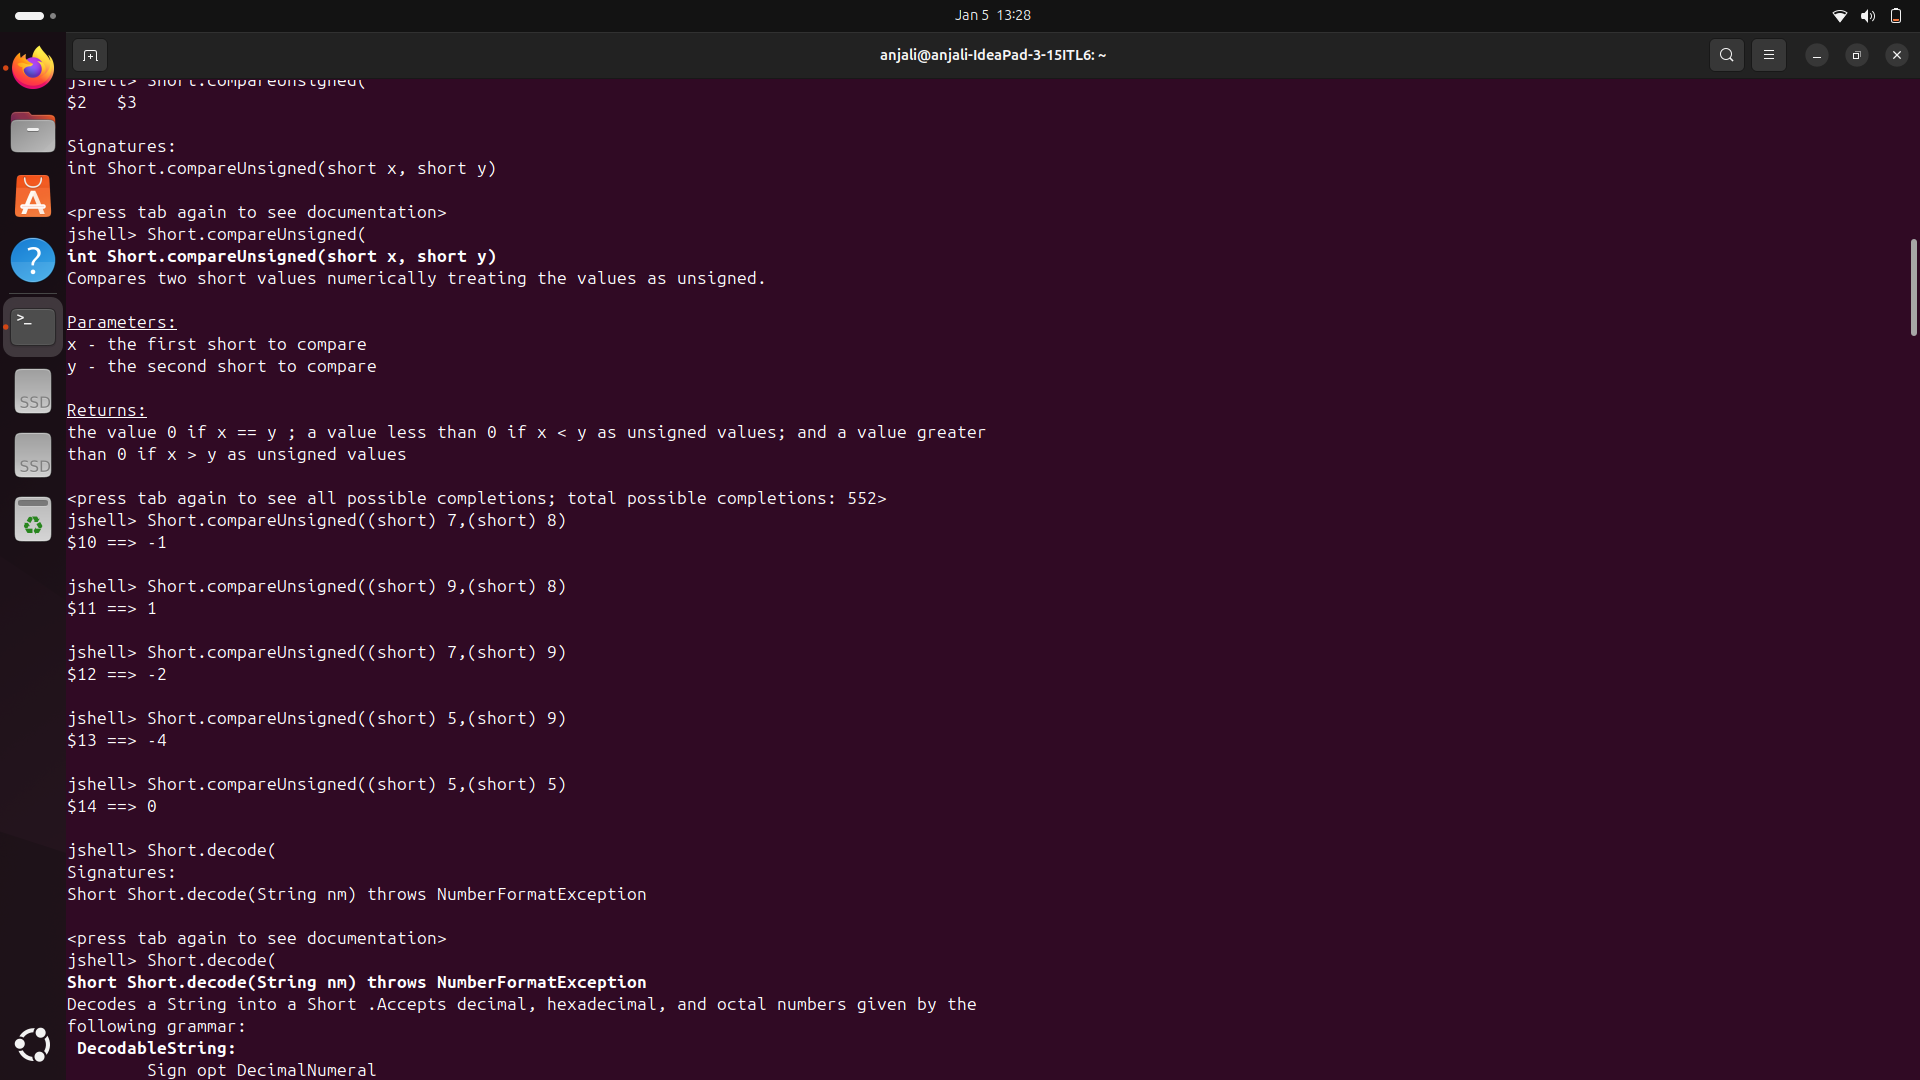 Jan 5 13:28
anjali@anjali-IdeaPad-3-15ITL6: ~
jshell> Short.compareUnsigned(
$2   $3
Signatures:
int Short.compareUnsigned(short x, short y)
<press tab again to see documentation>
jshell> Short.compareUnsigned(
int Short.compareUnsigned(short x, short y)
Compares two short values numerically treating the values as unsigned.
Parameters:
x - the first short to compare
y - the second short to compare
Returns:
the value 0 if x == y ; a value less than 0 if x < y as unsigned values; and a value greater
than 0 if x > y as unsigned values
<press tab again to see all possible completions; total possible completions: 552>
jshell> Short.compareUnsigned((short) 7,(short) 8)
$10 ==> -1
jshell> Short.compareUnsigned((short) 9,(short) 8)
$11 ==> 1
jshell> Short.compareUnsigned((short) 7,(short) 9)
$12 ==> -2
jshell> Short.compareUnsigned((short) 5,(short) 9)
$13 ==> -4
jshell> Short.compareUnsigned((short) 5,(short) 5)
$14 ==> 0
jshell> Short.decode(
Signatures:
Short Short.decode(String nm) throws NumberFormatException
<press tab again to see documentation>
jshell> Short.decode(
Short Short.decode(String nm) throws NumberFormatException
Decodes a String into a Short .Accepts decimal, hexadecimal, and octal numbers given by the
following grammar:
DecodableString:
Sign opt DecimalNumeral
SSD
SSD